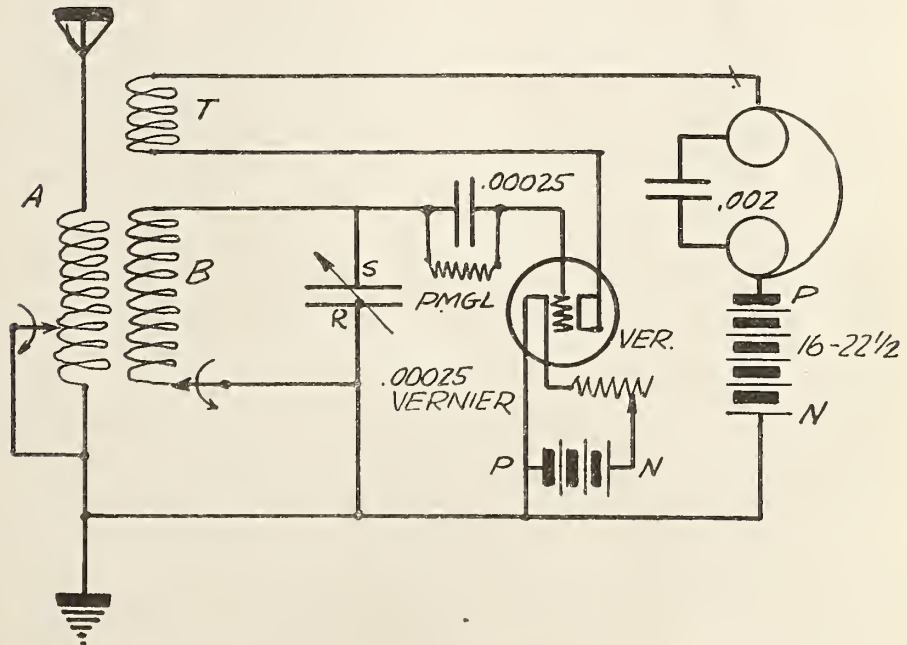 T
A
.00025
.002
B
S
PMGL
P
R
VER.
16-22½
.00025
VERNIER
N
P N